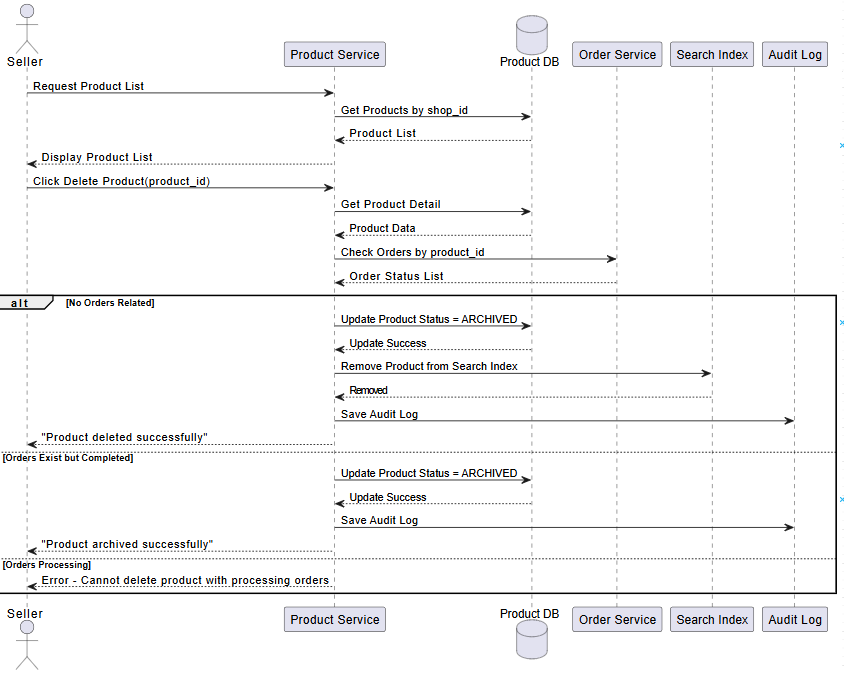 Seller
Product Service
Product DB
Order Service
Search Index
Audit Log
Request Product List
Get Products by shop_id
Product List
Display Product List
Click Delete Product(product_id)
Get Product Detail
Product Data
Check Orders by product_id
Order Status List
alt
[No Orders Related]
Update Product Status = ARCHIVED
Update Success
Remove Product from Search Index
Removed
Save Audit Log
"Product deleted successfully"
[Orders Exist but Completed]
Update Product Status = ARCHIVED
Update Success
Save Audit Log
"Product archived successfully"
[Orders Processing]
Error - Cannot delete product with processing orders
Seller
Product Service
Product DB
Order Service
Search Index
Audit Log